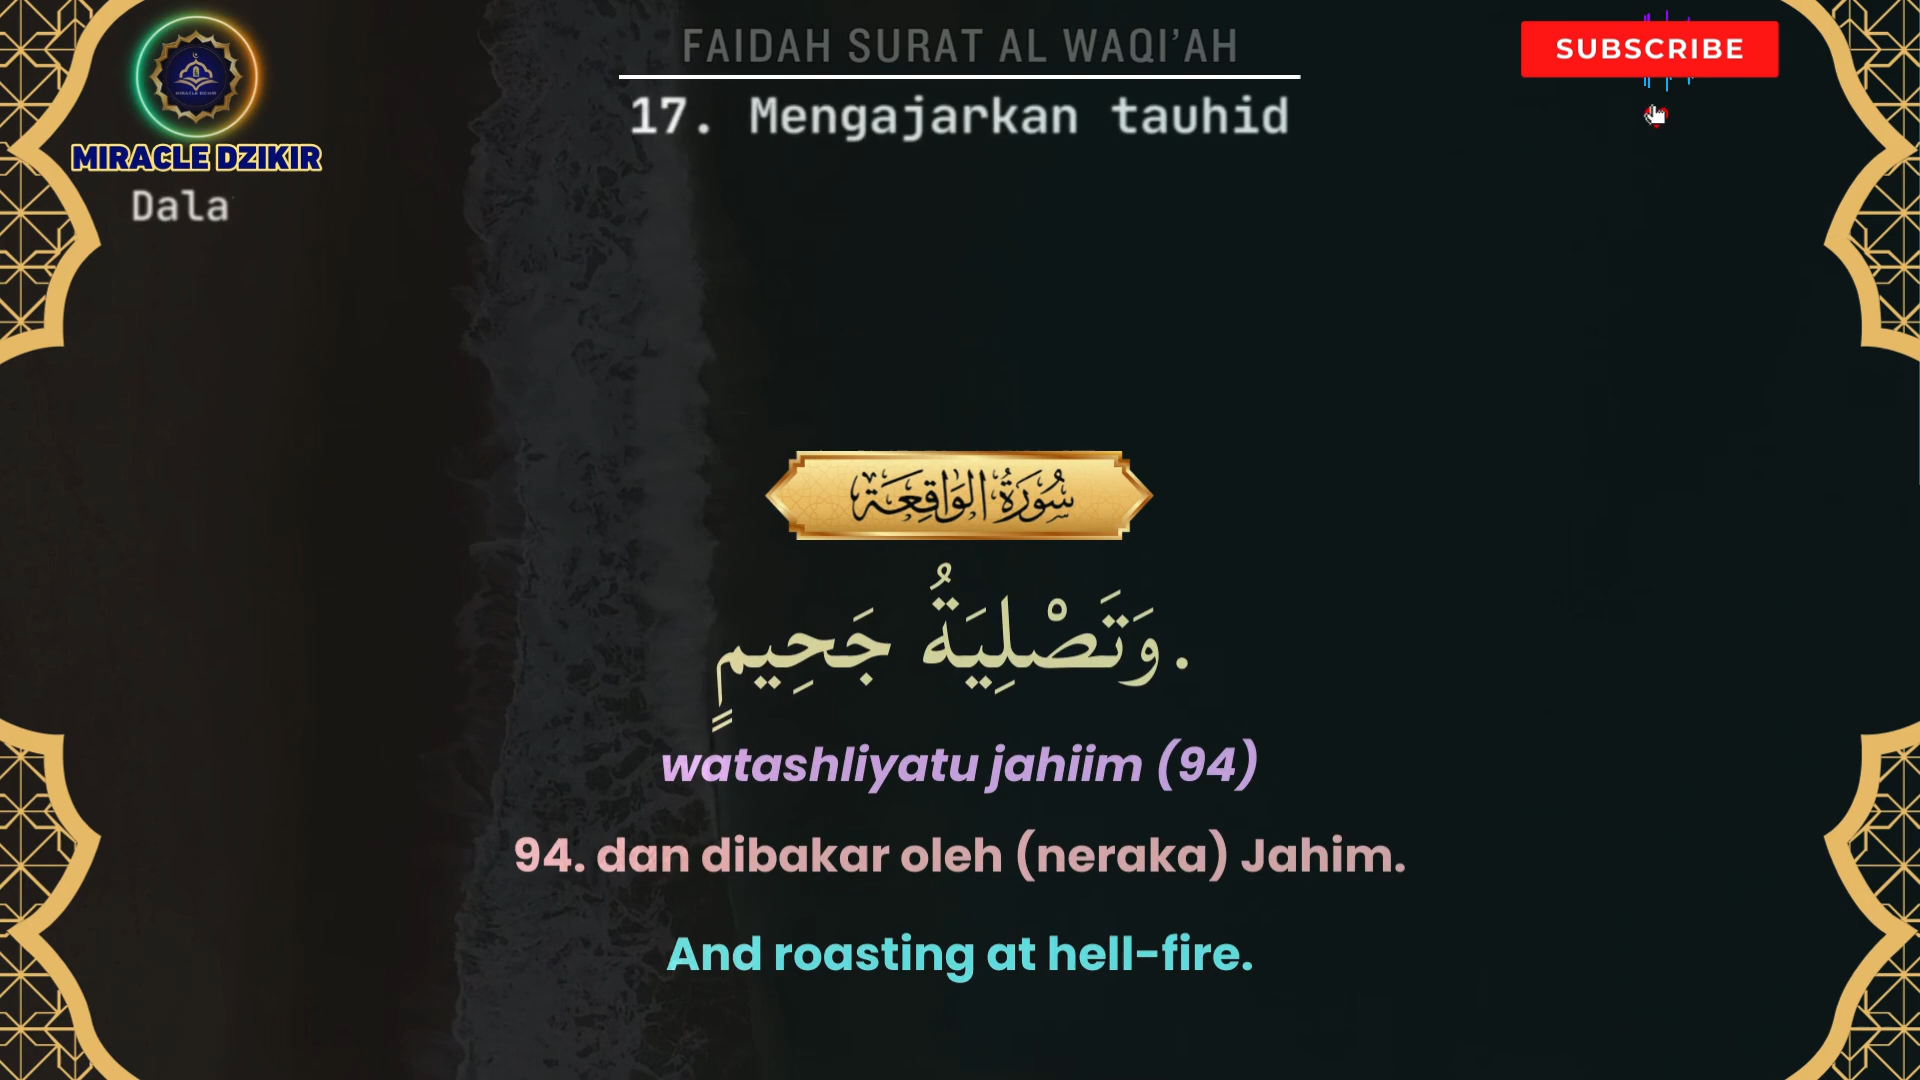 FAIDAH SURAT AL WAQI'AH
SUBSCRIBE
17. Mengajarkan tauhid
MIRACLE DZIKIR
Dala
سُورَةُ الوَاقِعَة
وَتَصْلِيَةُ جَحِيمٍ.
watashliyatu jahiim (94)
94. dan dibakar oleh (neraka) Jahim.
And roasting at hell-fire.